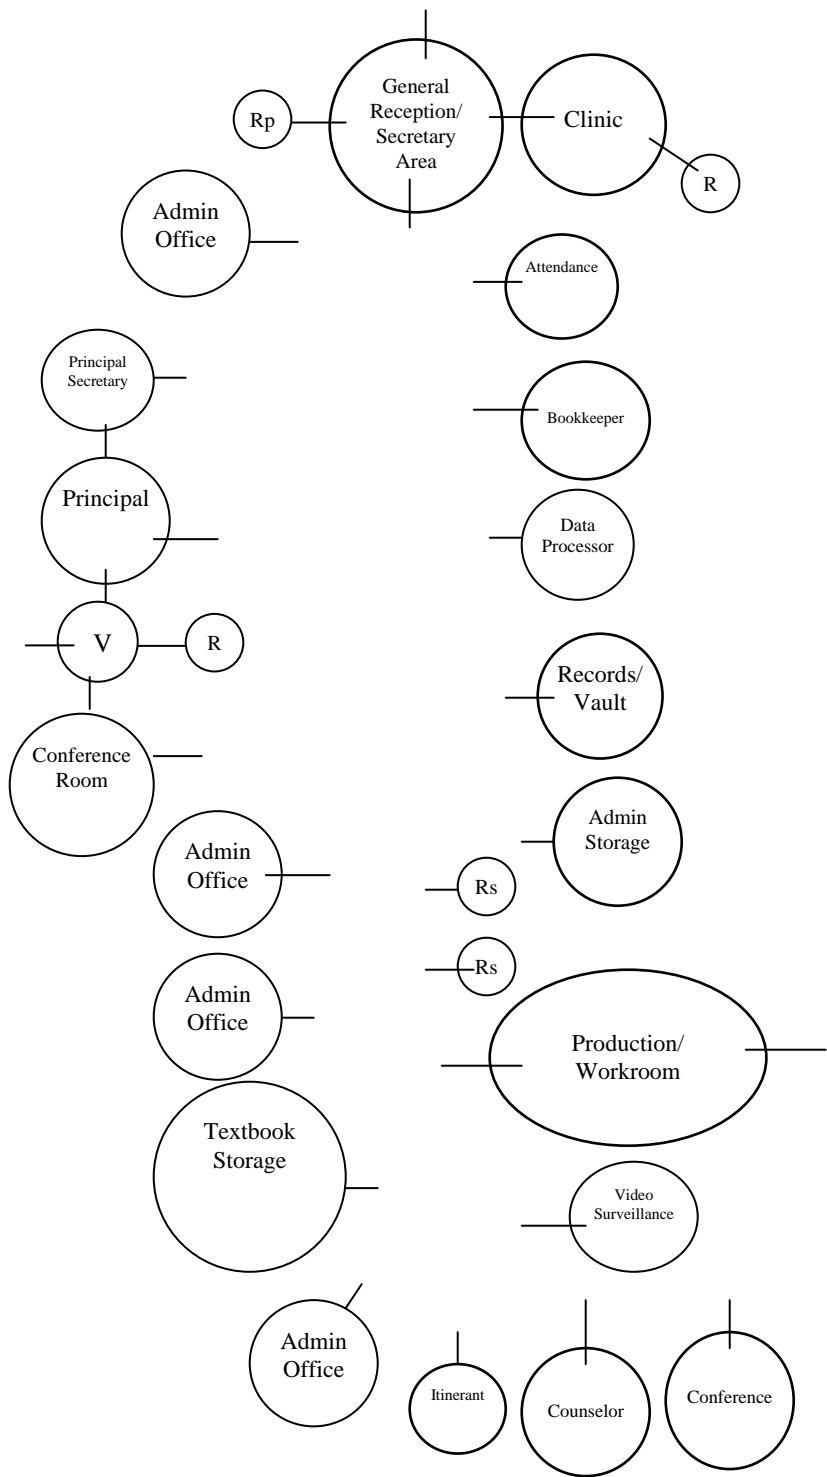 General
Reception/
Secretary
Area
Rp
Clinic
R
Admin
Office
Attendance
Principal
Secretary
Bookkeeper
Principal
Data
Processor
V
R
Records/
Vault
Conference
Room
Admin
Storage
Admin
Office
Rs
Rs
Admin
Office
Production/
Workroom
Textbook
Storage
Video
Surveillance
Admin
Office
Itinerant
Counselor
Conference